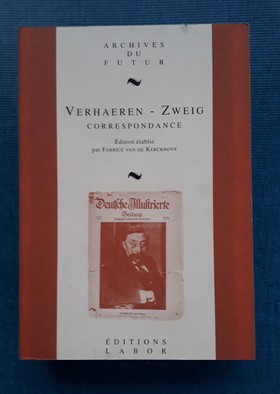 ARCHIVES
DU
FUTUR
VERHAEREN - ZWEIG
CORRESPONDANCE
Édition établie
par FABRICE VAN DE KERCKHOVE
Deutsche Illustrierte
Zeitung
ÉDITIONS
LABOR